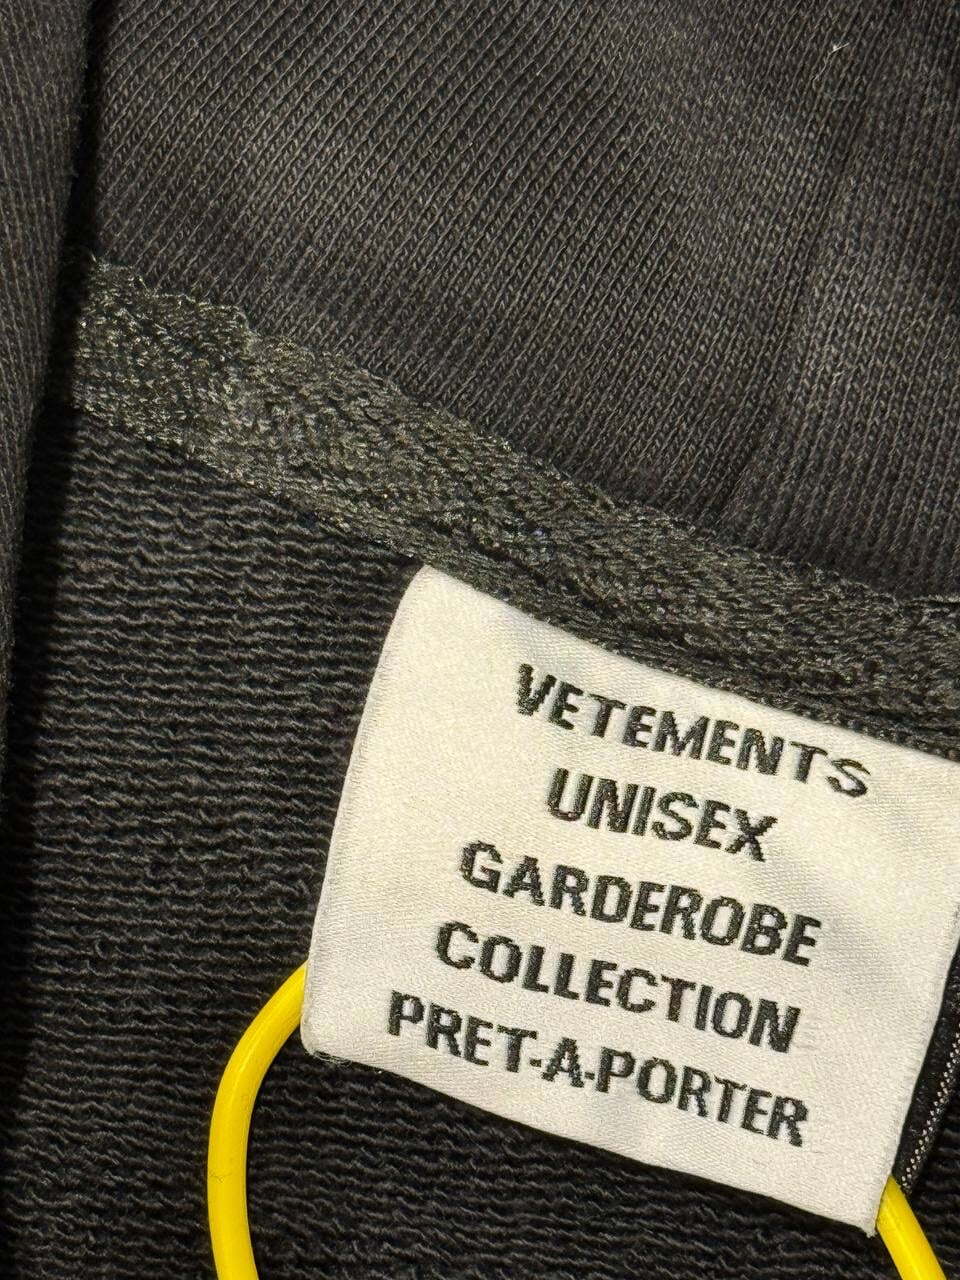 VETEMENTS
UNISEX
GARDEROBE
COLLECTION
PRET-A-PORTER